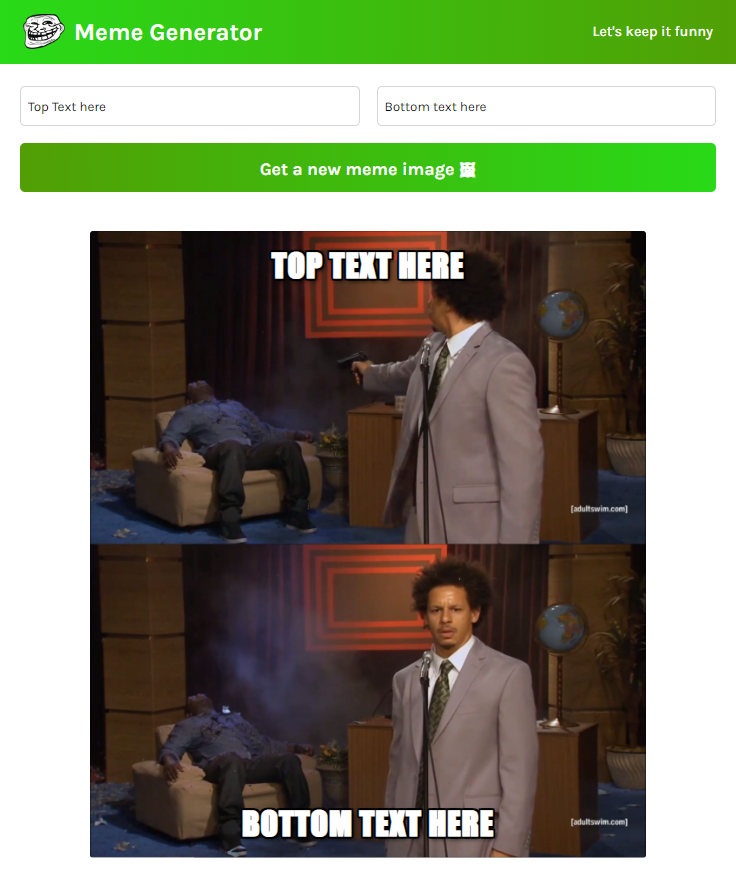 Meme Generator
Let's keep it funny
Top Text here
Bottom text here
Get a new meme image 🖼
TOP TEXT HERE
[adultswim.com]
BOTTOM TEXT HERE
[adultswim.com]